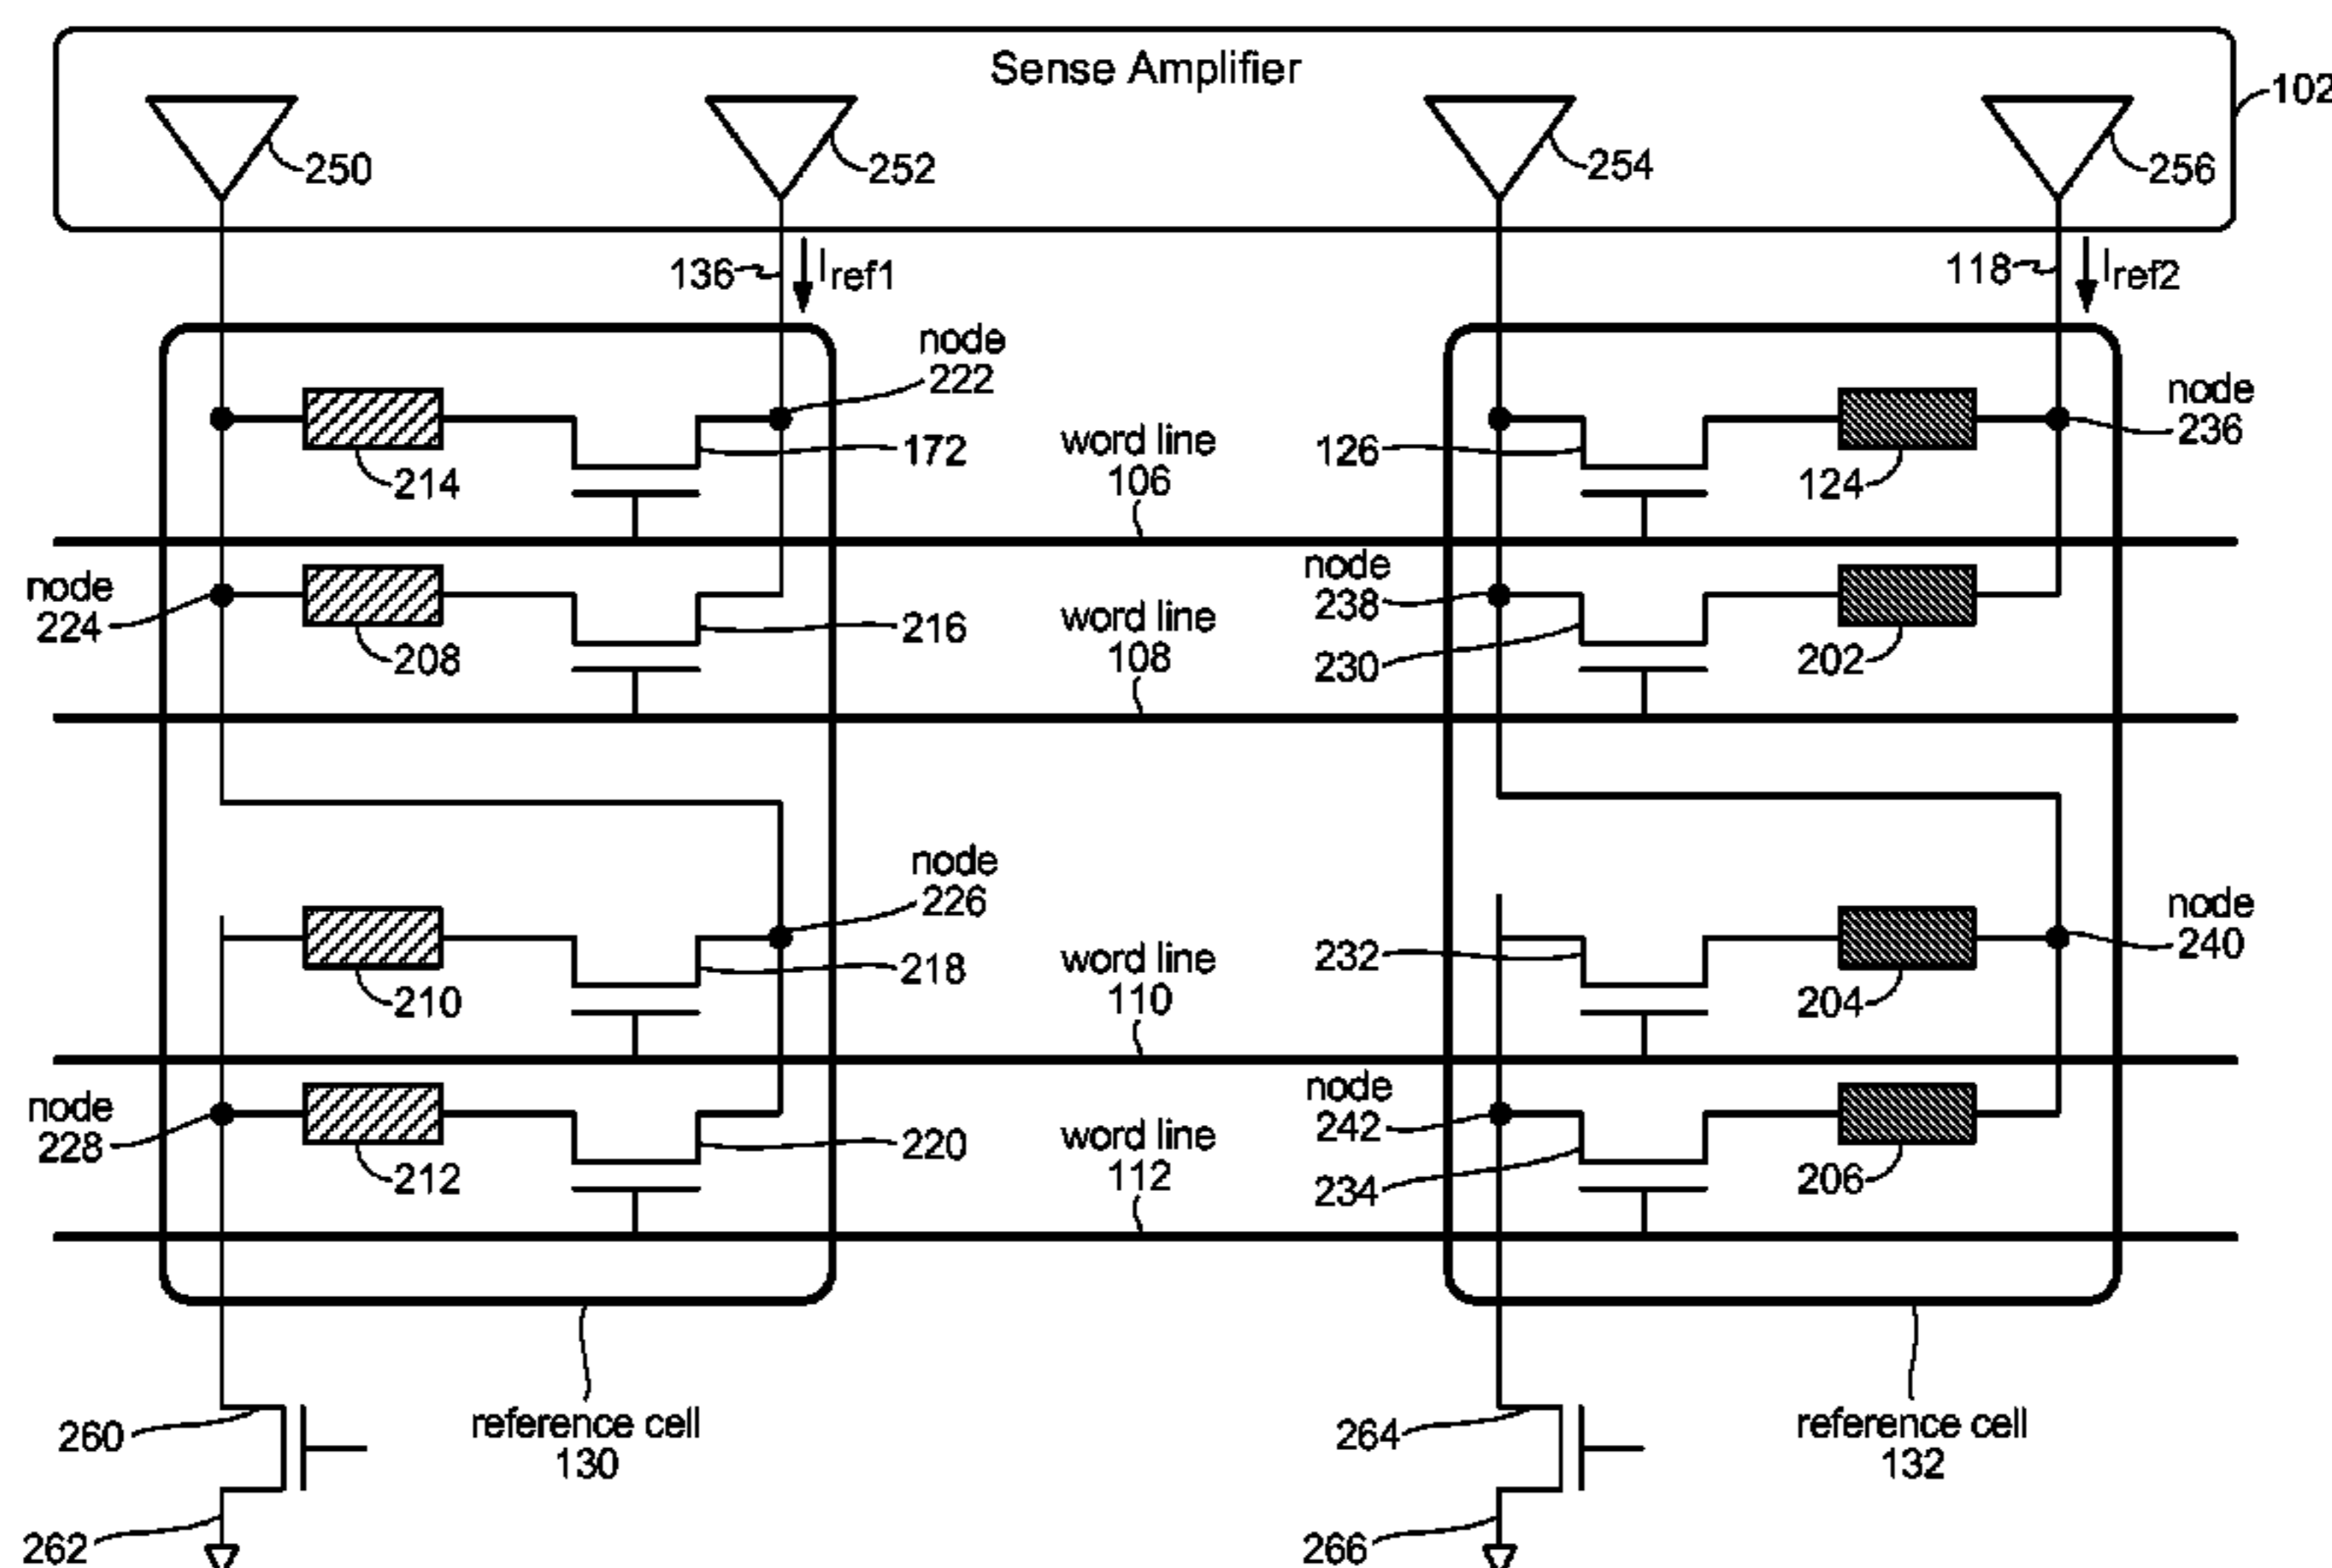 Sense Amplifier
102
250
252
254
256
136
Iref1
118
Iref2
node
222
node
236
214
172
word line
106
126
124
node
224
208
216
word line
108
node
238
230
202
node
226
node
240
210
218
word line
110
232
204
node
228
212
220
word line
112
node
242
234
206
260
reference cell
130
264
reference cell
132
262
266